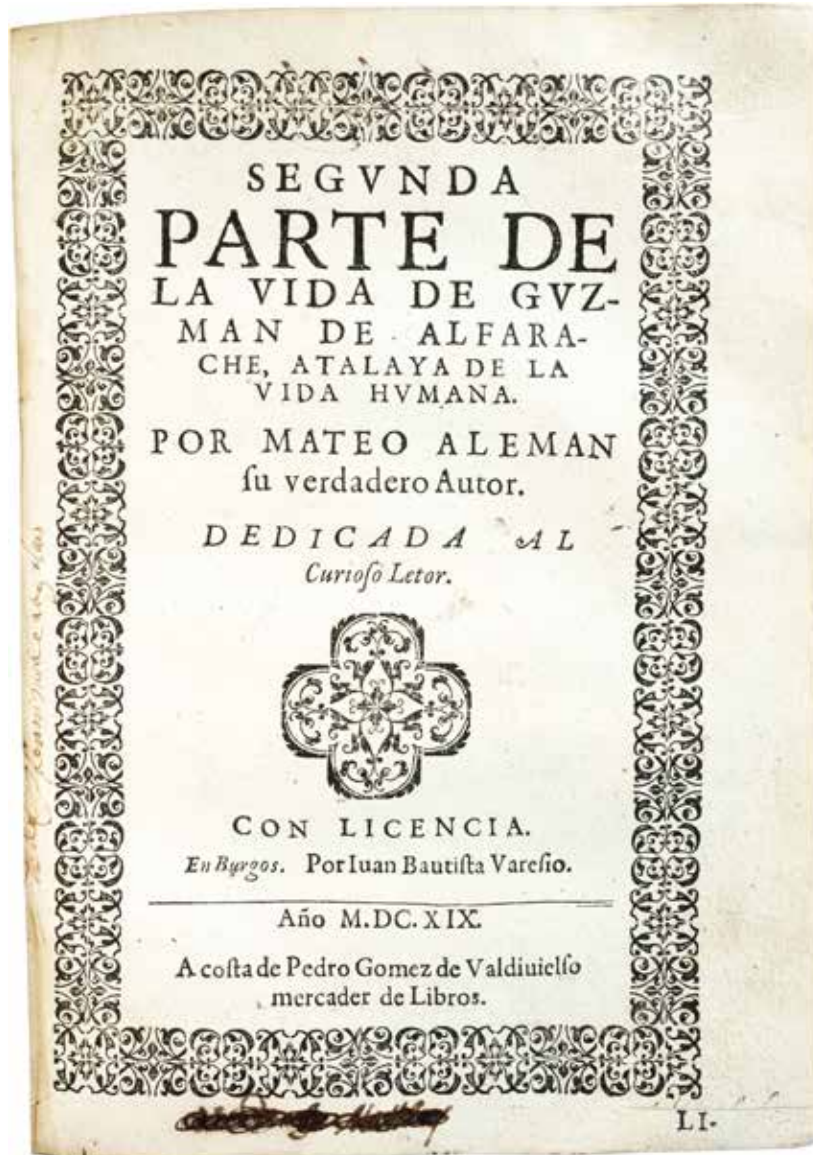 SEGVNDA
PARTE DE
LA VIDA DE GVZ-
MAN DE ALFARA-
CHE, ATALAYA DE LA
VIDA HVMANA.
POR MATEO ALEMAN
ſu verdadero Autor.
DEDICADA AL
Curioſo Letor.
CON LICENCIA.
En Burgos. Por Iuan Bautiſta Vareſio.
Año M.DC.XIX.
A coſta de Pedro Gomez de Valdiuielſo
mercader de Libros.
LI-